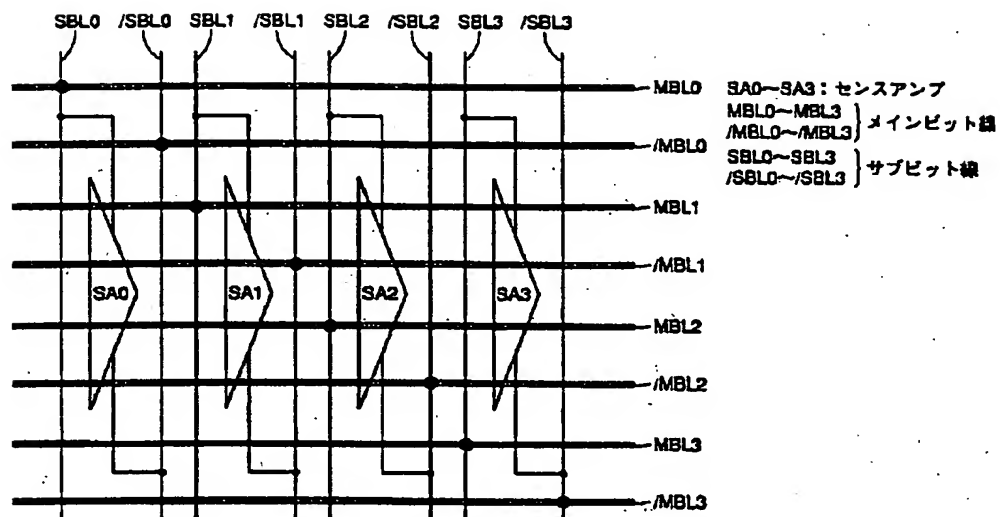 SBL0 /SBL0 SBL1 /SBL1 SBL2 /SBL2 SBL3 /SBL3
MBL0
/MBL0
MBL1
/MBL1
MBL2
/MBL2
MBL3
/MBL3
SA0 SA1 SA2 SA3
SA0~SA3:センスアンプ
MBL0~MBL3
/MBL0~/MBL3 } メインビット線
SBL0~SBL3
/SBL0~/SBL3 } サブビット線